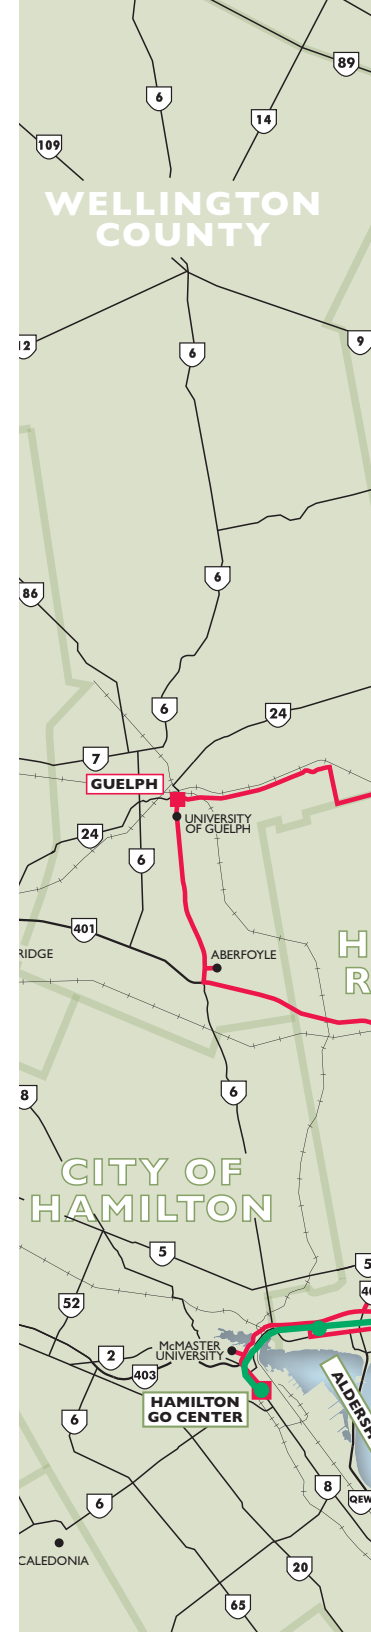 89
6
14
109
WELLINGTON
COUNTY
12
6
9
6
86
6
24
7
GUELPH
UNIVERSITY
OF GUELPH
24
6
401
H
RIDGE
ABERFOYLE
R
6
8
CITY OF
HAMILTON
5
5
40
52
McMASTER
UNIVERSITY
2
403
HAMILTON
GO CENTER
ALDERSH
6
8
QEW
6
CALEDONIA
20
65